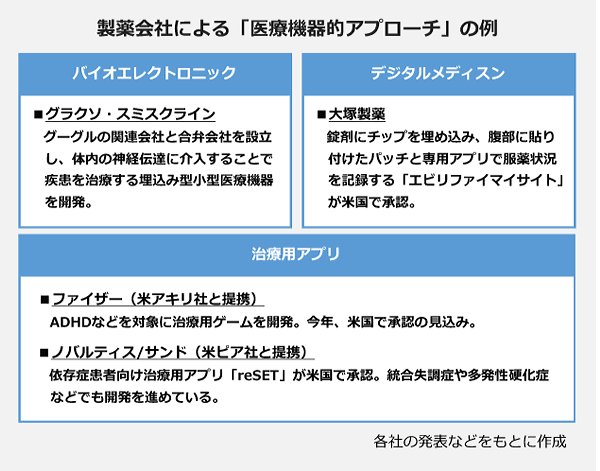 製薬会社による「医療機器的アプローチ」の例
バイオエレクトロニック
■グラクソ・スミスクライン
グーグルの関連会社と合弁会社を設立
し、体内の神経伝達に介入することで
疾患を治療する埋込み型小型医療機器
を開発。
デジタルメディスン
■大塚製薬
錠剤にチップを埋め込み、腹部に貼り
付けたパッチと専用アプリで服薬状況
を記録する「エビリファイマイサイト」
が米国で承認。
治療用アプリ
■ファイザー（米アキリ社と提携）
ADHDなどを対象に治療用ゲームを開発。今年、米国で承認の見込み。
■ノバルティス/サンド（米ピア社と提携）
依存症患者向け治療用アプリ「reSET」が米国で承認。統合失調症や多発性硬化症
などでも開発を進めている。
各社の発表などをもとに作成